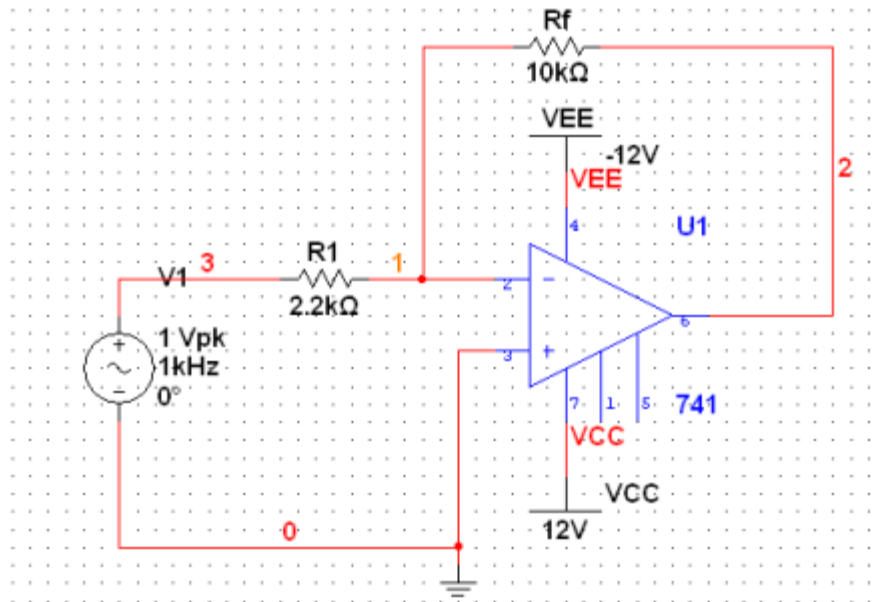 Rf
10kΩ
VEE
-12V
VEE
2
4
U1
R1
3
1
V1
2.2kΩ
2
−
6
1 Vpk
1kHz
0°
+
~
−
3
+
7
1
5
741
VCC
VCC
0
12V